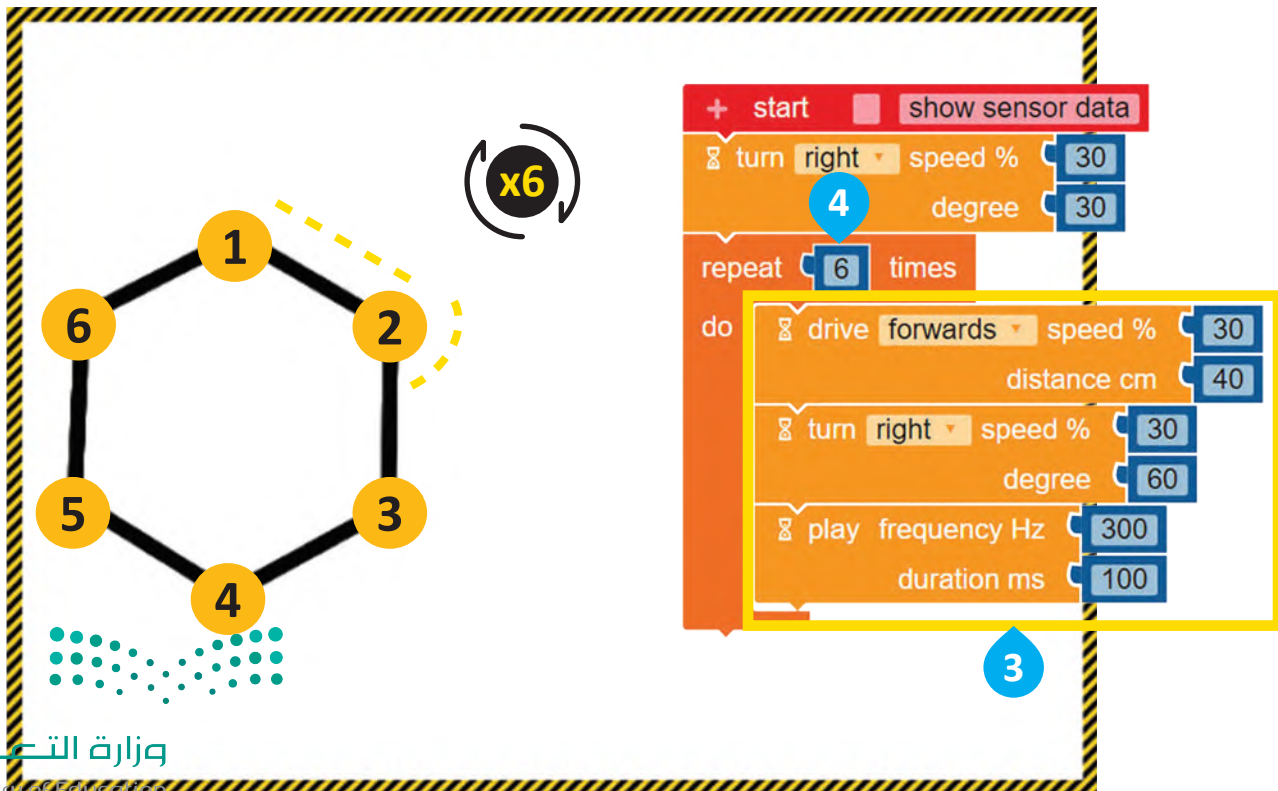 x6
1
2
3
4
5
6
+ start show sensor data
turn right speed % 30
degree 30
4
repeat 6 times
do
drive forwards speed % 30
distance cm 40
turn right speed % 30
degree 60
play frequency Hz 300
duration ms 100
3
وزارة التـ
of Education